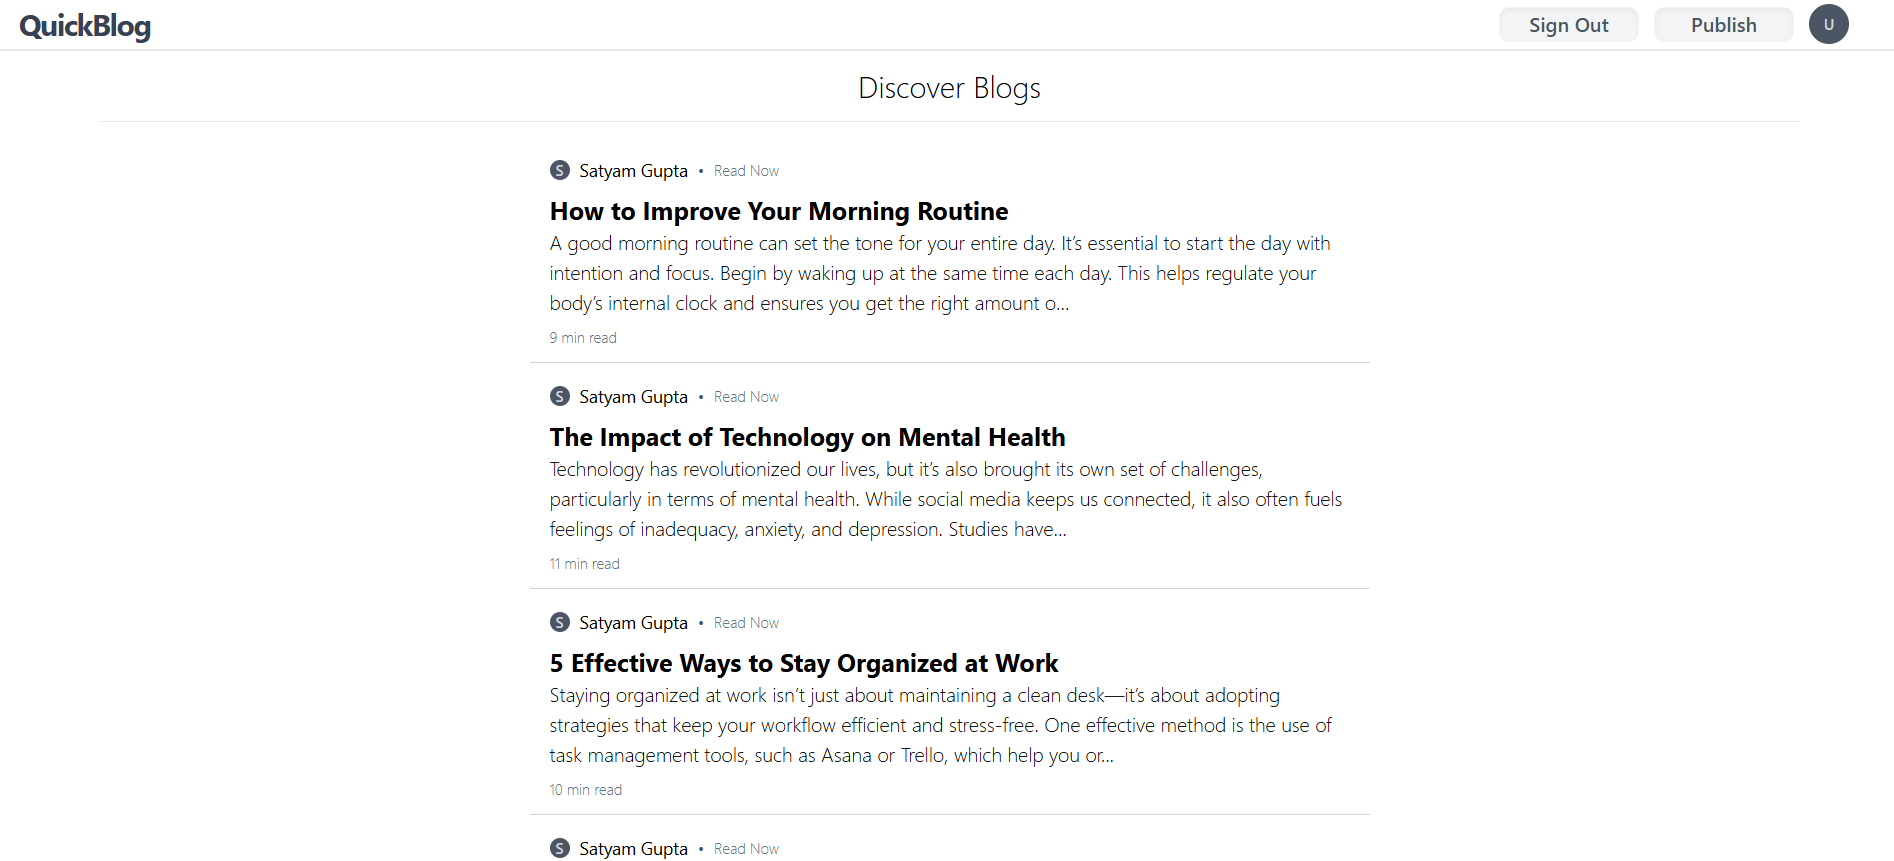 QuickBlog
Sign Out
Publish
U
Discover Blogs
S Satyam Gupta • Read Now
How to Improve Your Morning Routine
A good morning routine can set the tone for your entire day. It’s essential to start the day with
intention and focus. Begin by waking up at the same time each day. This helps regulate your
body’s internal clock and ensures you get the right amount o...
9 min read
S Satyam Gupta • Read Now
The Impact of Technology on Mental Health
Technology has revolutionized our lives, but it’s also brought its own set of challenges,
particularly in terms of mental health. While social media keeps us connected, it also often fuels
feelings of inadequacy, anxiety, and depression. Studies have...
11 min read
S Satyam Gupta • Read Now
5 Effective Ways to Stay Organized at Work
Staying organized at work isn’t just about maintaining a clean desk—it’s about adopting
strategies that keep your workflow efficient and stress-free. One effective method is the use of
task management tools, such as Asana or Trello, which help you or...
10 min read
S Satyam Gupta • Read Now